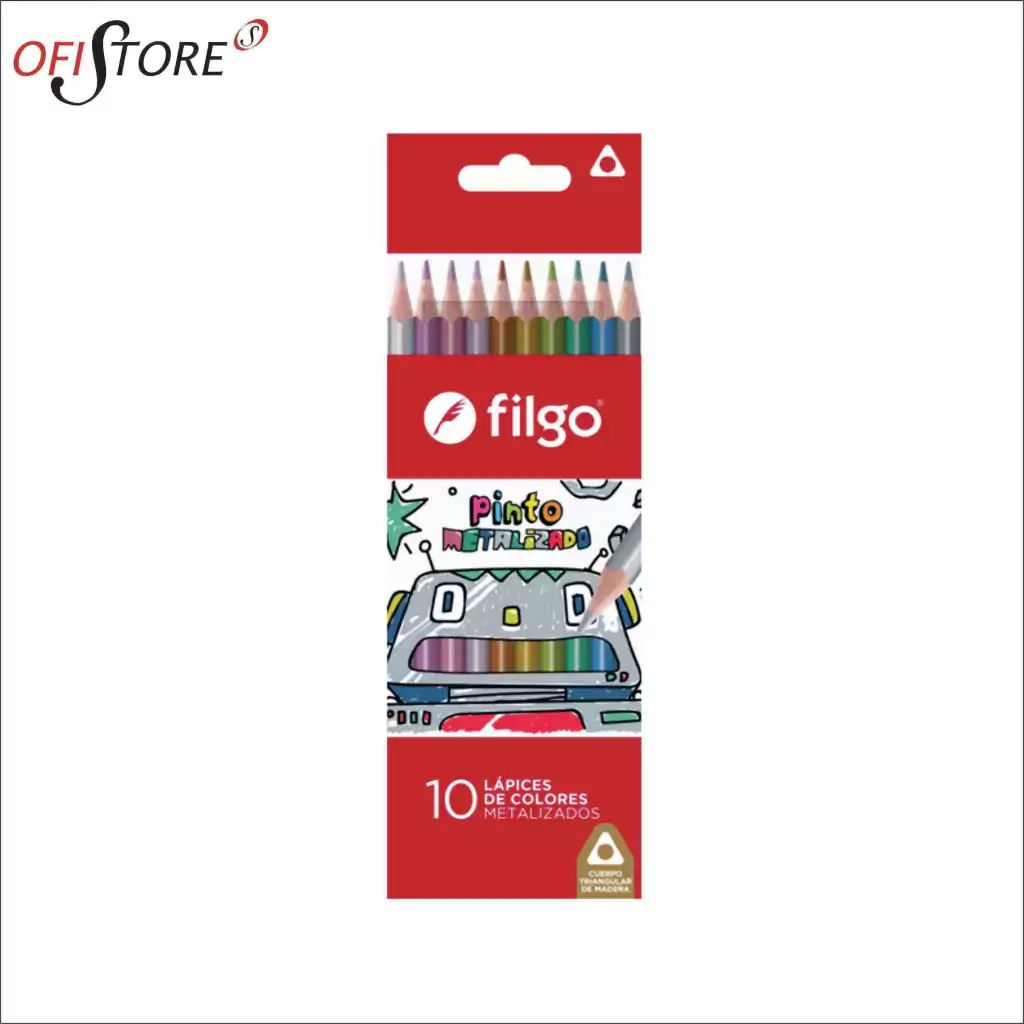 OFISTORE S
filgo
Pinto
METALIZADO
10 LÁPICES
DE COLORES
METALIZADOS
CUERPO
TRIANGULAR
DE MADERA